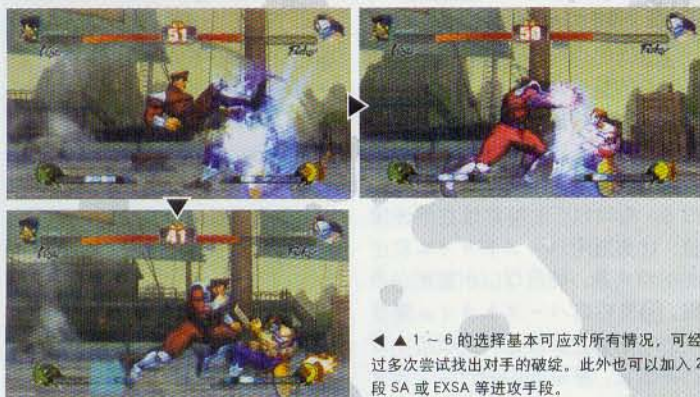 51
50
41
◀ ▲ 1 ~ 6 的选择基本可应对所有情况，可经
过多次尝试找出对手的破绽。此外也可以加入 2
段 SA 或 EXSA 等进攻手段。